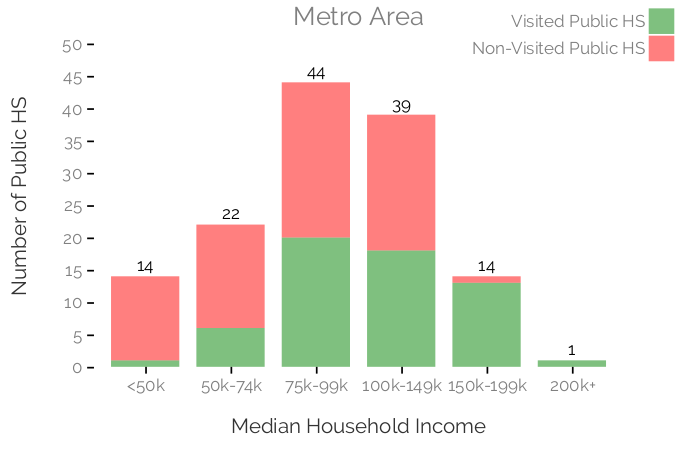 Metro Area
Visited Public HS
Non-Visited Public HS
Number of Public HS
50
45
40
35
30
25
20
15
10
5
0
14
22
44
39
14
1
<50k
50k-74k
75k-99k
100k-149k
150k-199k
200k+
Median Household Income